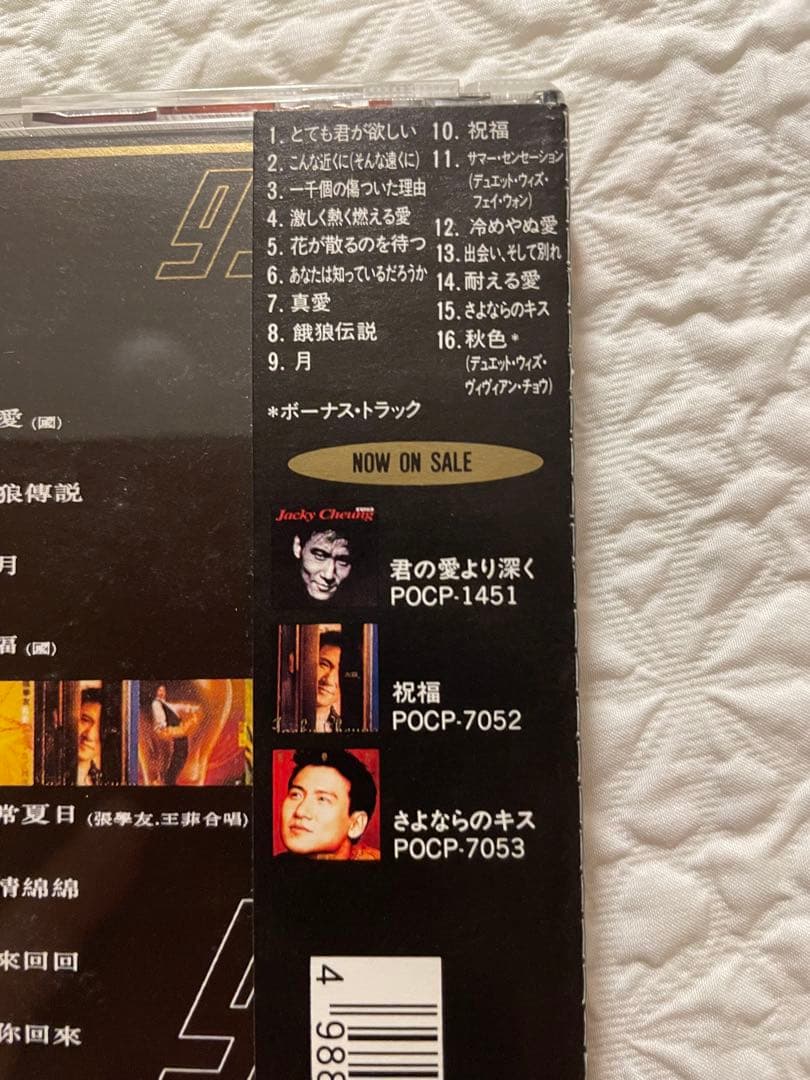 1. とても君が欲しい
2. こんな近くに(そんな遠くに)
3. 一千個の傷ついた理由
4. 激しく熱く燃える愛
5. 花が散るのを待つ
6. あなたは知っているだろうか
7. 真愛
8. 餓狼伝説
9. 月
10. 祝福
11. サマー・センセーション
(デュエット・ウィズ・
フェイ・ウォン)
12. 冷めやぬ愛
13. 出会い、そして別れ
14. 耐える愛
15. さよならのキス
16. 秋色*
(デュエット・ウィズ・
ヴィヴィアン・チョウ)
*ボーナス・トラック
NOW ON SALE
Jacky Cheung
君の愛より深く
POCP-1451
祝福
POCP-7052
さよならのキス
POCP-7053
4 988
愛(國)
狼傳説
月
福(國)
常夏日(張學友.王菲合唱)
情綿綿
來回回
你回來